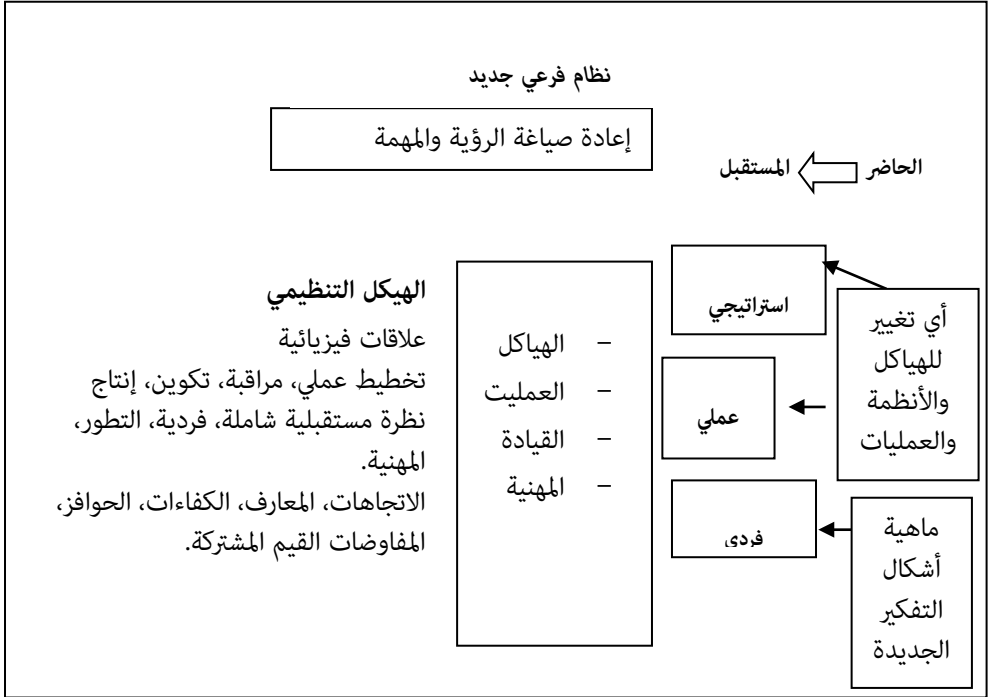 نظام فرعي جديد
إعادة صياغة الرؤية والمهمة
الحاضر
المستقبل
استراتيجي
عملي
فردي
أي تغيير
للهياكل
والأنظمة
والعمليات
ماهية
أشكال
التفكير
الجديدة
– الهياكل
– العمليت
– القيادة
– المهنية
الهيكل التنظيمي
علاقات فيزيائية
تخطيط عملي، مراقبة، تكوين، إنتاج
نظرة مستقبلية شاملة، فردية، التطور،
المهنية.
الاتجاهات، المعارف، الكفاءات، الحوافز،
المفاوضات القيم المشتركة.